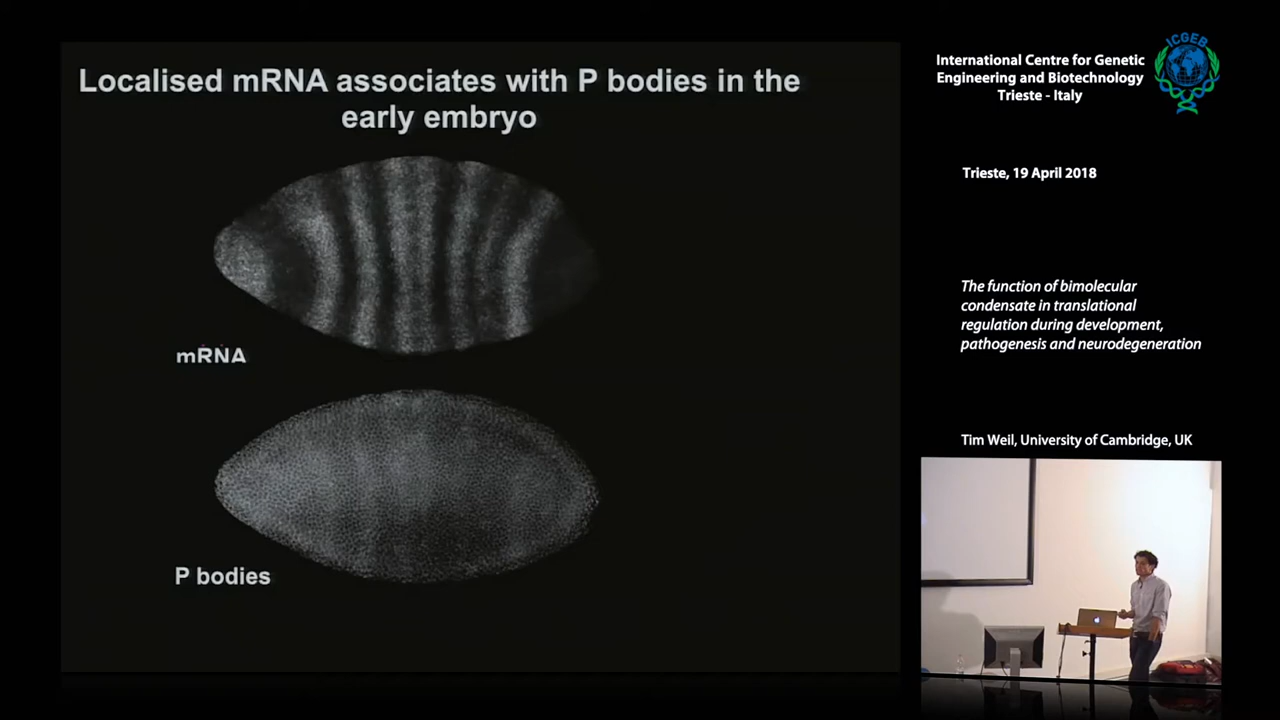 Localised mRNA associates with P bodies in the
early embryo
mRNA
P bodies
International Centre for Genetic
Engineering and Biotechnology
Trieste - Italy
ICGEB
Trieste, 19 April 2018
The function of bimolecular
condensate in translational
regulation during development,
pathogenesis and neurodegeneration
Tim Weil, University of Cambridge, UK